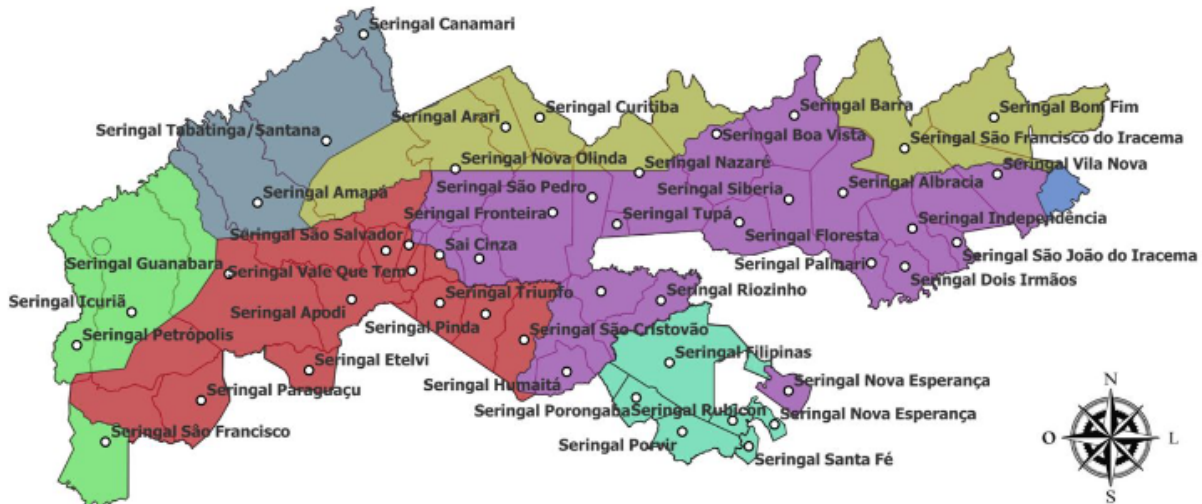 Seringal Canamari
Seringal Curitiba
Seringal Barra
Seringal Bom Fim
Seringal Arari
Seringal Tabatinga/Santana
Seringal Boa Vista
Seringal São Francisco do Iracema
Seringal Nova Olinda
Seringal Nazaré
Seringal Vila Nova
Seringal Amapá
Seringal São Pedro
Seringal Siberia
Seringal Albracia
Seringal Fronteira
Seringal Tupá
Seringal Independência
Seringal São Salvador
Sai Cinza
Seringal Floresta
Seringal São João do Iracema
Seringal Guanabara
Seringal Vale Que Tem
Seringal Palmari
Seringal Dois Irmãos
Seringal Icuriã
Seringal Triunfo
Seringal Riozinho
Seringal Apodi
Seringal Pinda
Seringal São Cristovão
Seringal Petrópolis
Seringal Filipinas
Seringal Etelvi
Seringal Humaitá
Seringal Nova Esperança
Seringal Paraguaçu
Seringal Porongaba
Seringal Rubicon
Seringal Nova Esperança
Seringal São Francisco
Seringal Porvir
Seringal Santa Fé
N
O
L
S